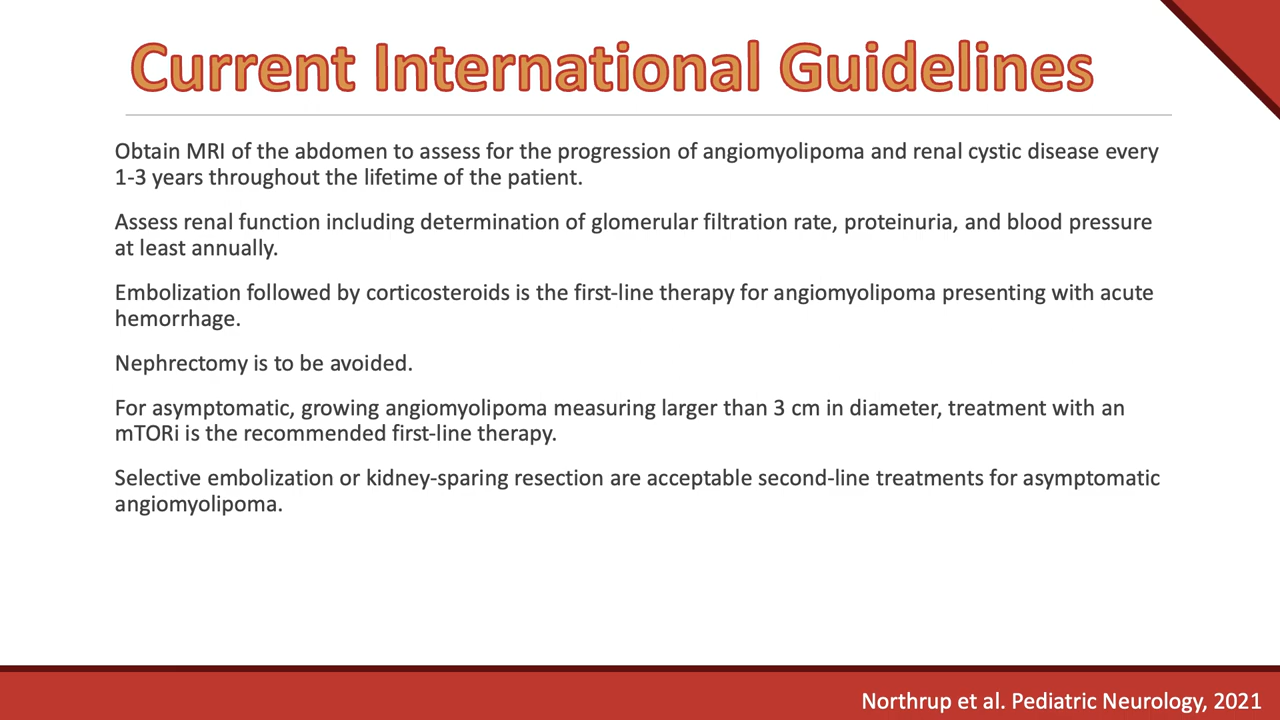 Current International Guidelines
Obtain MRI of the abdomen to assess for the progression of angiomyolipoma and renal cystic disease every
1-3 years throughout the lifetime of the patient.
Assess renal function including determination of glomerular filtration rate, proteinuria, and blood pressure
at least annually.
Embolization followed by corticosteroids is the first-line therapy for angiomyolipoma presenting with acute
hemorrhage.
Nephrectomy is to be avoided.
For asymptomatic, growing angiomyolipoma measuring larger than 3 cm in diameter, treatment with an
mTORi is the recommended first-line therapy.
Selective embolization or kidney-sparing resection are acceptable second-line treatments for asymptomatic
angiomyolipoma.
Northrup et al. Pediatric Neurology, 2021